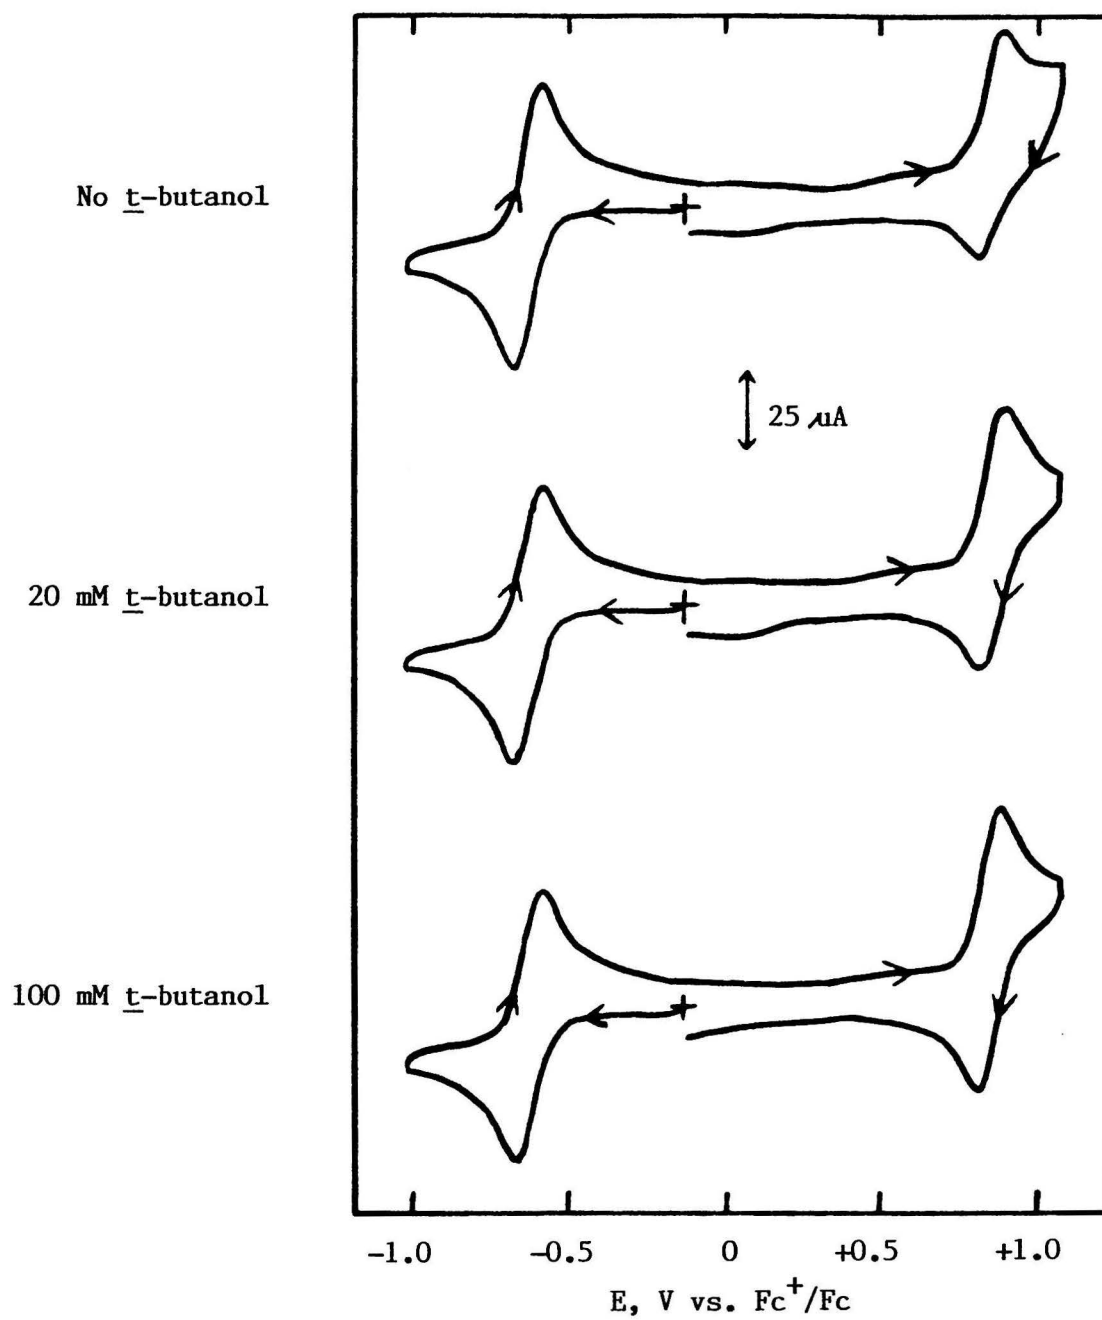 No t-butanol
25 µA
20 mM t-butanol
100 mM t-butanol
-1.0 -0.5 0 +0.5 +1.0
E, V vs. Fc⁺/Fc